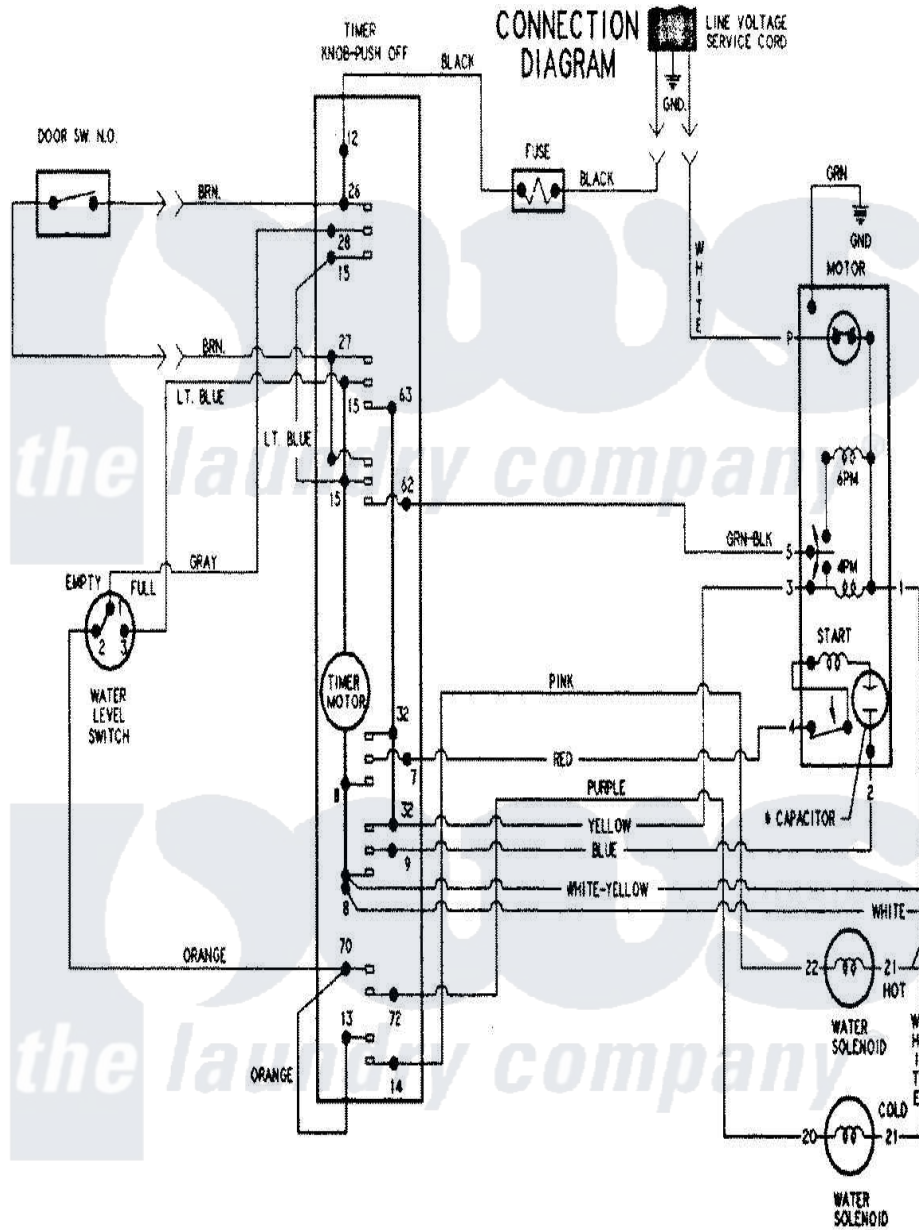 CONNECTION
DIAGRAM
LINE VOLTAGE
SERVICE CORD
GND.
TIMER
KNOB-PUSH OFF
BLACK
12
DOOR SW. N.O.
FUSE
BLACK
BRN.
26
28
15
GRN
GND
WHITE
MOTOR
P
BRN.
27
LT. BLUE
15
63
LT. BLUE
15
62
6PM
GRN-BLK
5
4PM
3
1
GRAY
EMPTY
1
FULL
2
3
WATER
LEVEL
SWITCH
START
TIMER
MOTOR
PINK
32
4
RED
7
8
PURPLE
2
* CAPACITOR
32
YELLOW
BLUE
9
WHITE-YELLOW
8
WHITE
ORANGE
70
22
21
HOT
72
WATER
SOLENOID
WHITE
13
ORANGE
14
COLD
20
21
WATER
SOLENOID
the laundry company
the laundry company